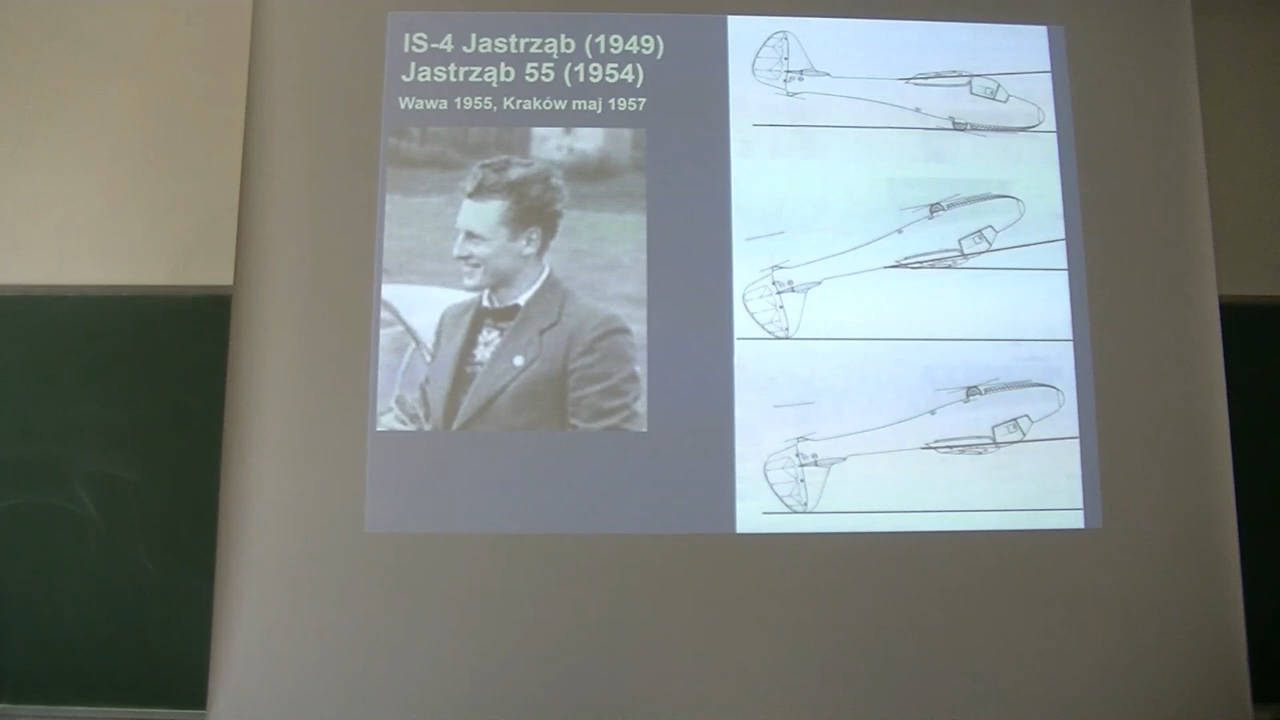 IS-4 Jastrząb (1949)
Jastrząb 55 (1954)
Wawa 1955, Kraków maj 1957